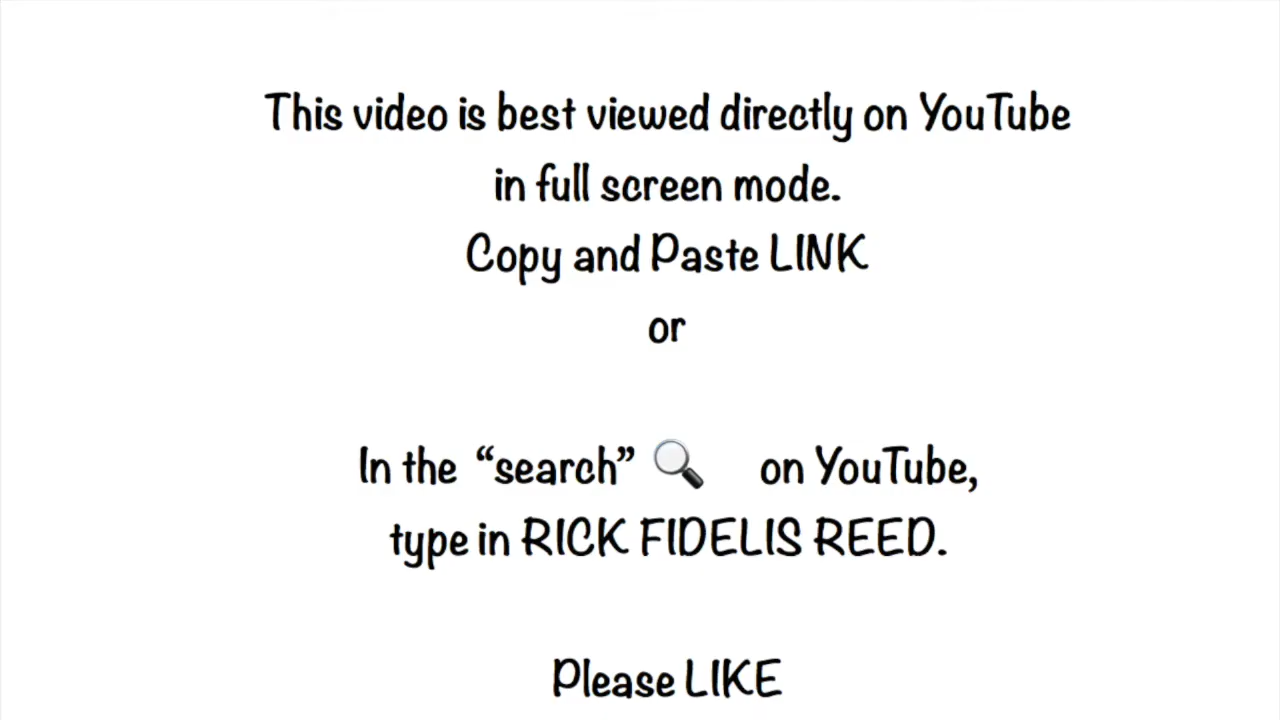 This video is best viewed directly on YouTube
in full screen mode.
Copy and Paste LINK
or
In the “search” 🔍 on YouTube,
type in RICK FIDELIS REED.
Please LIKE